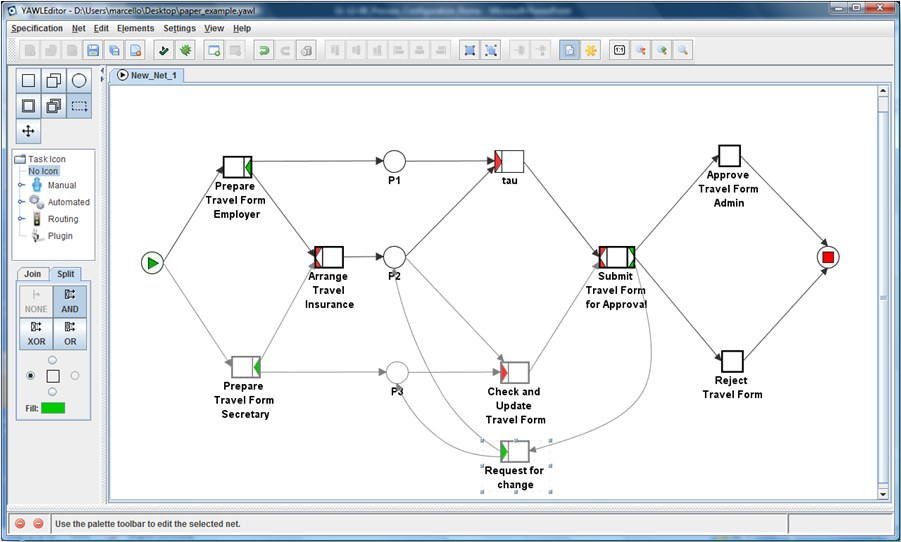 YAWLEditor - D:\Users\marcello\Desktop\paper_example.yawl
Specification Net Edit Elements Settings View Help
1:1
New_Net_1
Task Icon
No Icon
Manual
Automated
Routing
Plugin
Join Split
NONE AND
XOR OR
Fill:
Prepare
Travel Form
Employer
P1
tau
Approve
Travel Form
Admin
Arrange
Travel
Insurance
P2
Submit
Travel Form
for Approval
Prepare
Travel Form
Secretary
P3
Check and
Update
Travel Form
Reject
Travel Form
Request for
change
Use the palette toolbar to edit the selected net.